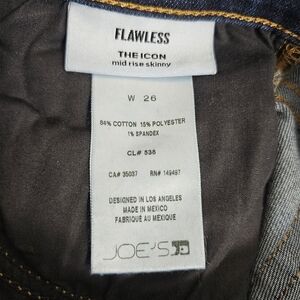 FLAWLESS
THE ICON
mid rise skinny
W 26
84% COTTON 15% POLYESTER
1% SPANDEX
CL# 538
CA# 35037 RN# 149497
DESIGNED IN LOS ANGELES
MADE IN MEXICO
FABRIQUÉ AU MEXIQUE
JOE'S